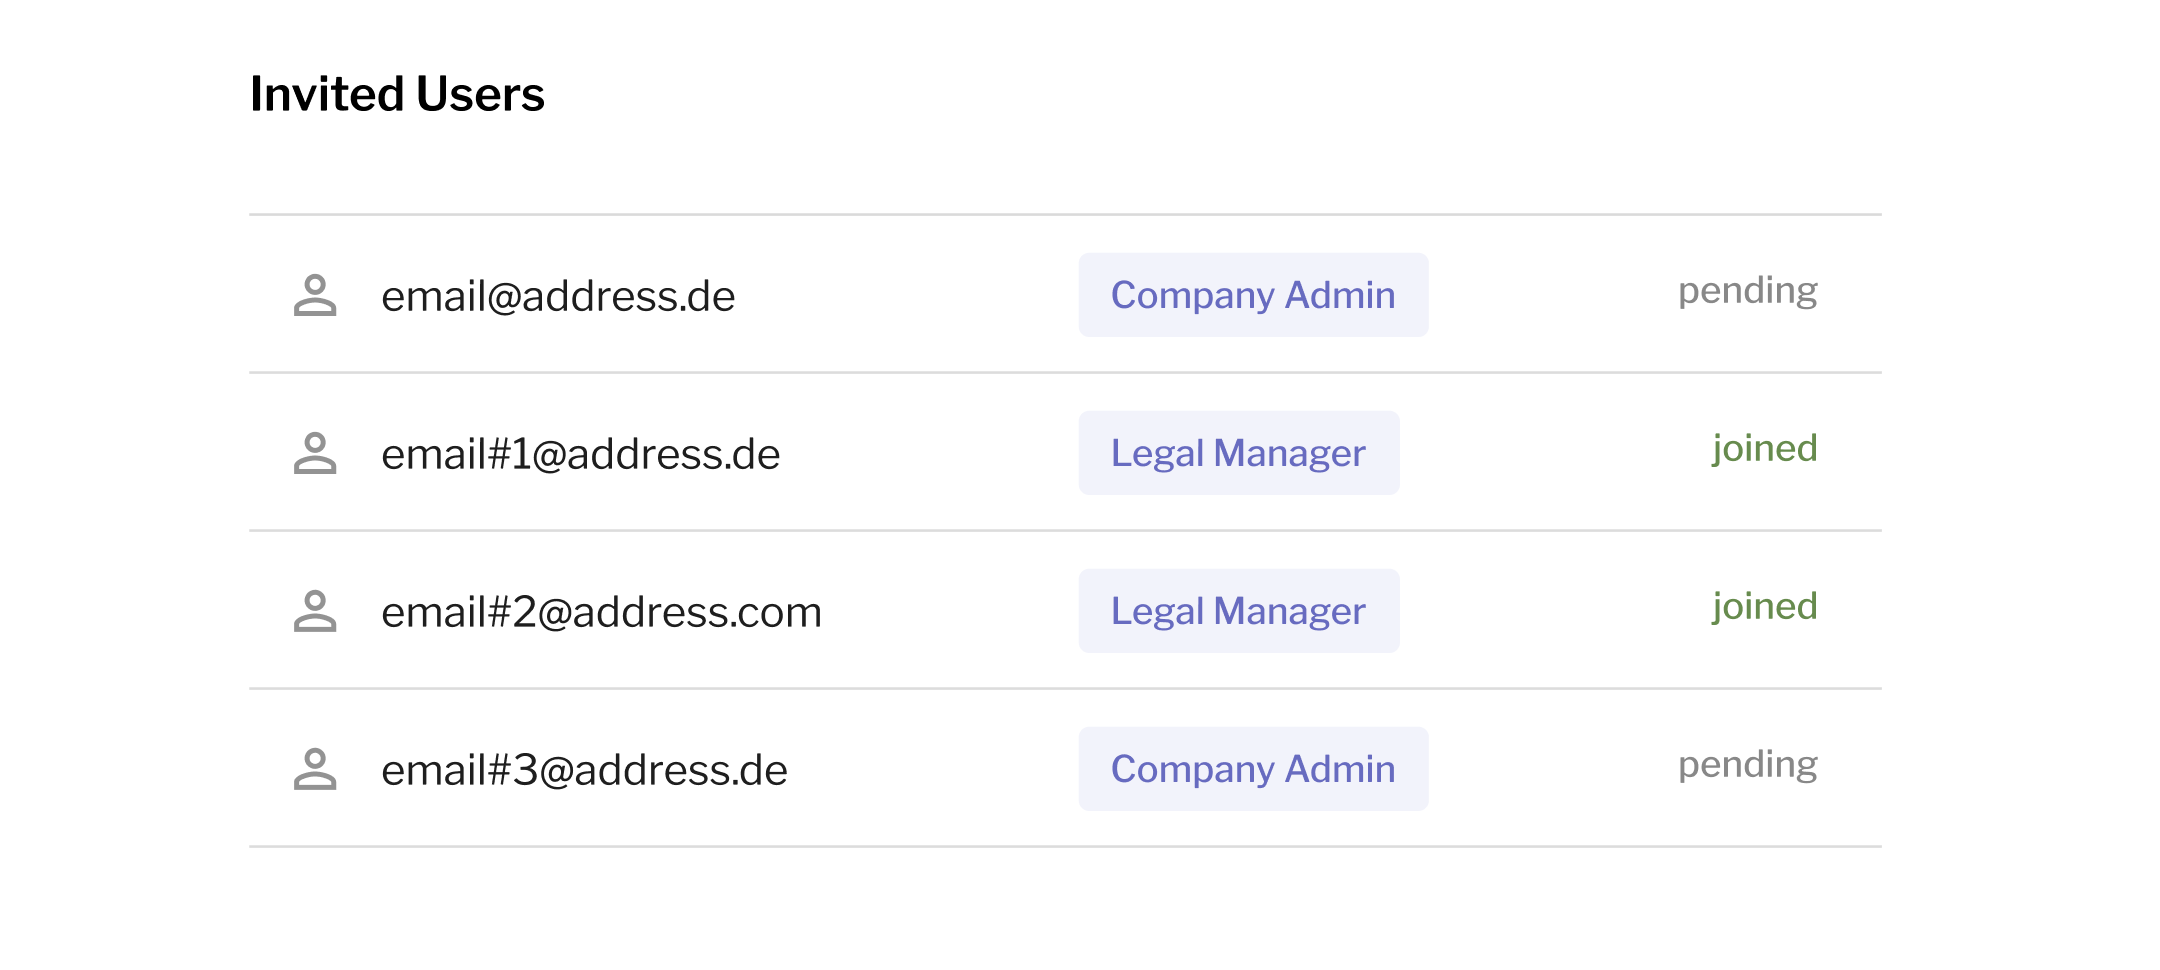 Invited Users
email@address.de Company Admin pending
email#1@address.de Legal Manager joined
email#2@address.com Legal Manager joined
email#3@address.de Company Admin pending